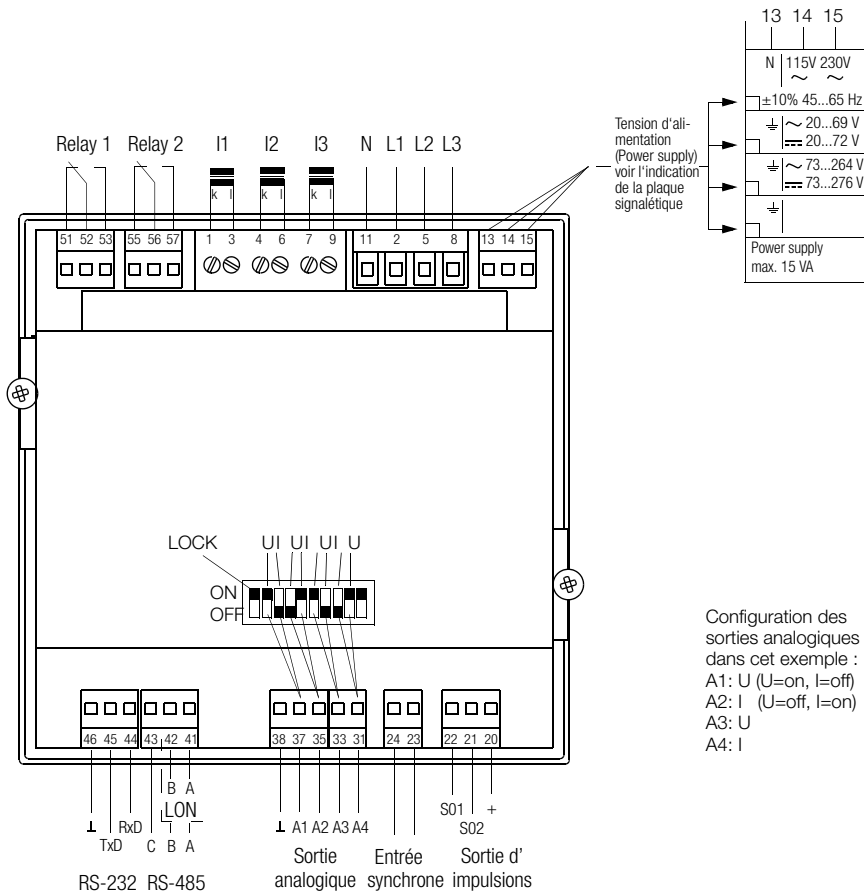 13 14 15
N 115V 230V
~ ~
±10% 45...65 Hz
~ 20...69 V
20...72 V
~ 73...264 V
73...276 V
Power supply
max. 15 VA
Tension d'ali-
mentation
(Power supply)
voir l'indication
de la plaque
signalétique
Relay 1 Relay 2 I1 I2 I3 N L1 L2 L3
k l k l k l
51 52 53 55 56 57 1 3 4 6 7 9 11 2 5 8 13 14 15
LOCK UI UI UI U
ON
OFF
Configuration des
sorties analogiques
dans cet exemple :
A1: U (U=on, I=off)
A2: I (U=off, I=on)
A3: U
A4: I
46 45 44 43 42 41 38 37 35 33 31 24 23 22 21 20
B A
LON
⊥ TxD RxD C B A
⊥ A1 A2 A3 A4
S01 S02 +
RS-232 RS-485
Sortie
analogique
Entrée
synchrone
Sortie d'
impulsions